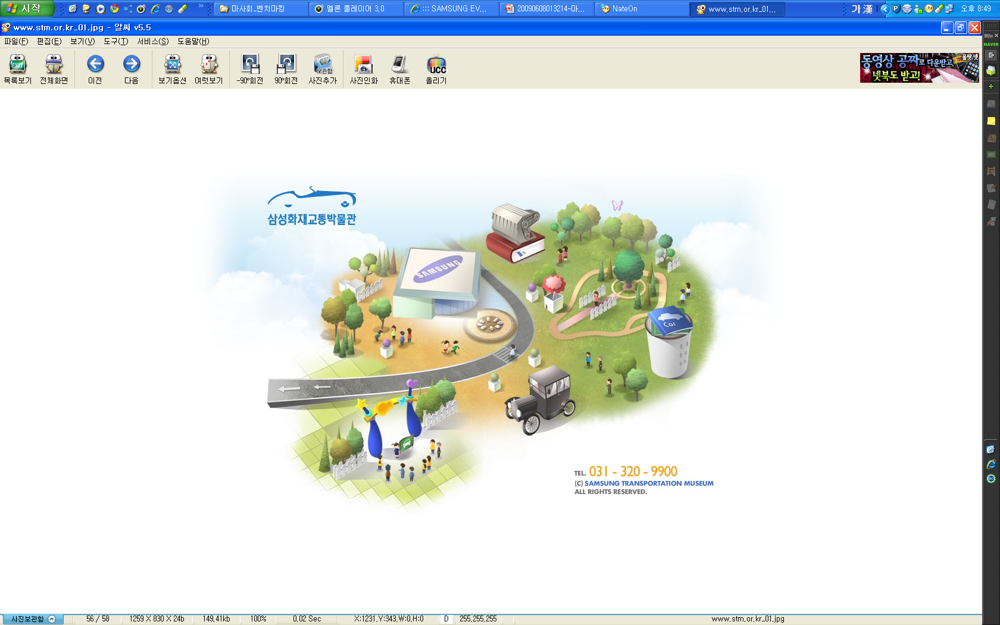 시작
마사회_벤치마킹
멜론 플레이어 3.0
::: SAMSUNG EV...
20090608013214-마...
NateOn
www.stm.or.kr_01...
가 漢
오후 8:49
www.stm.or.kr_01.jpg - 알씨 v5.5
파일(F) 편집(E) 보기(V) 도구(T) 서비스(S) 도움말(H)
메뉴
NAVER
EXIT
보관함
UCC
목록보기 전체화면 이전 다음 보기옵션 여럿보기 -90°회전 90°회전 사진추가 사진인화 휴대폰 올리기
동영상 공짜로 다운받고
올팟.넷
넷북도 받고!
삼성화재교통박물관
SAMSUNG
Car
TEL. 031 - 320 - 9900
(C) SAMSUNG TRANSPORTATION MUSEUM
ALL RIGHTS RESERVED.
사진보관함 56 / 58 1259 X 830 X 24b 149.41kb 100% 0.02 Sec X:1231,Y:343,W:0,H:0 D 255,255,255 www.stm.or.kr_01.jpg